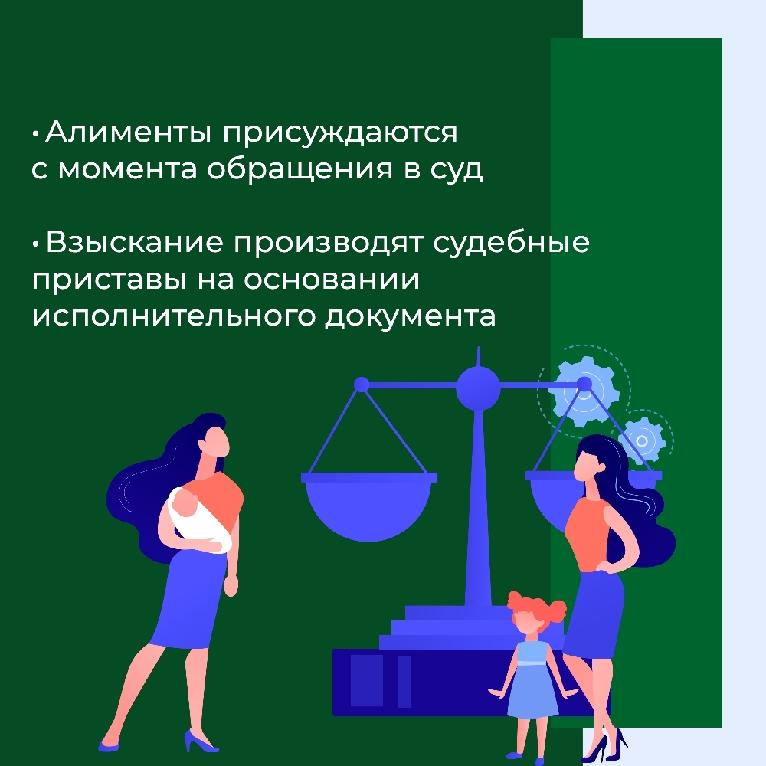 • Алименты присуждаются
с момента обращения в суд
• Взыскание производят судебные
приставы на основании
исполнительного документа